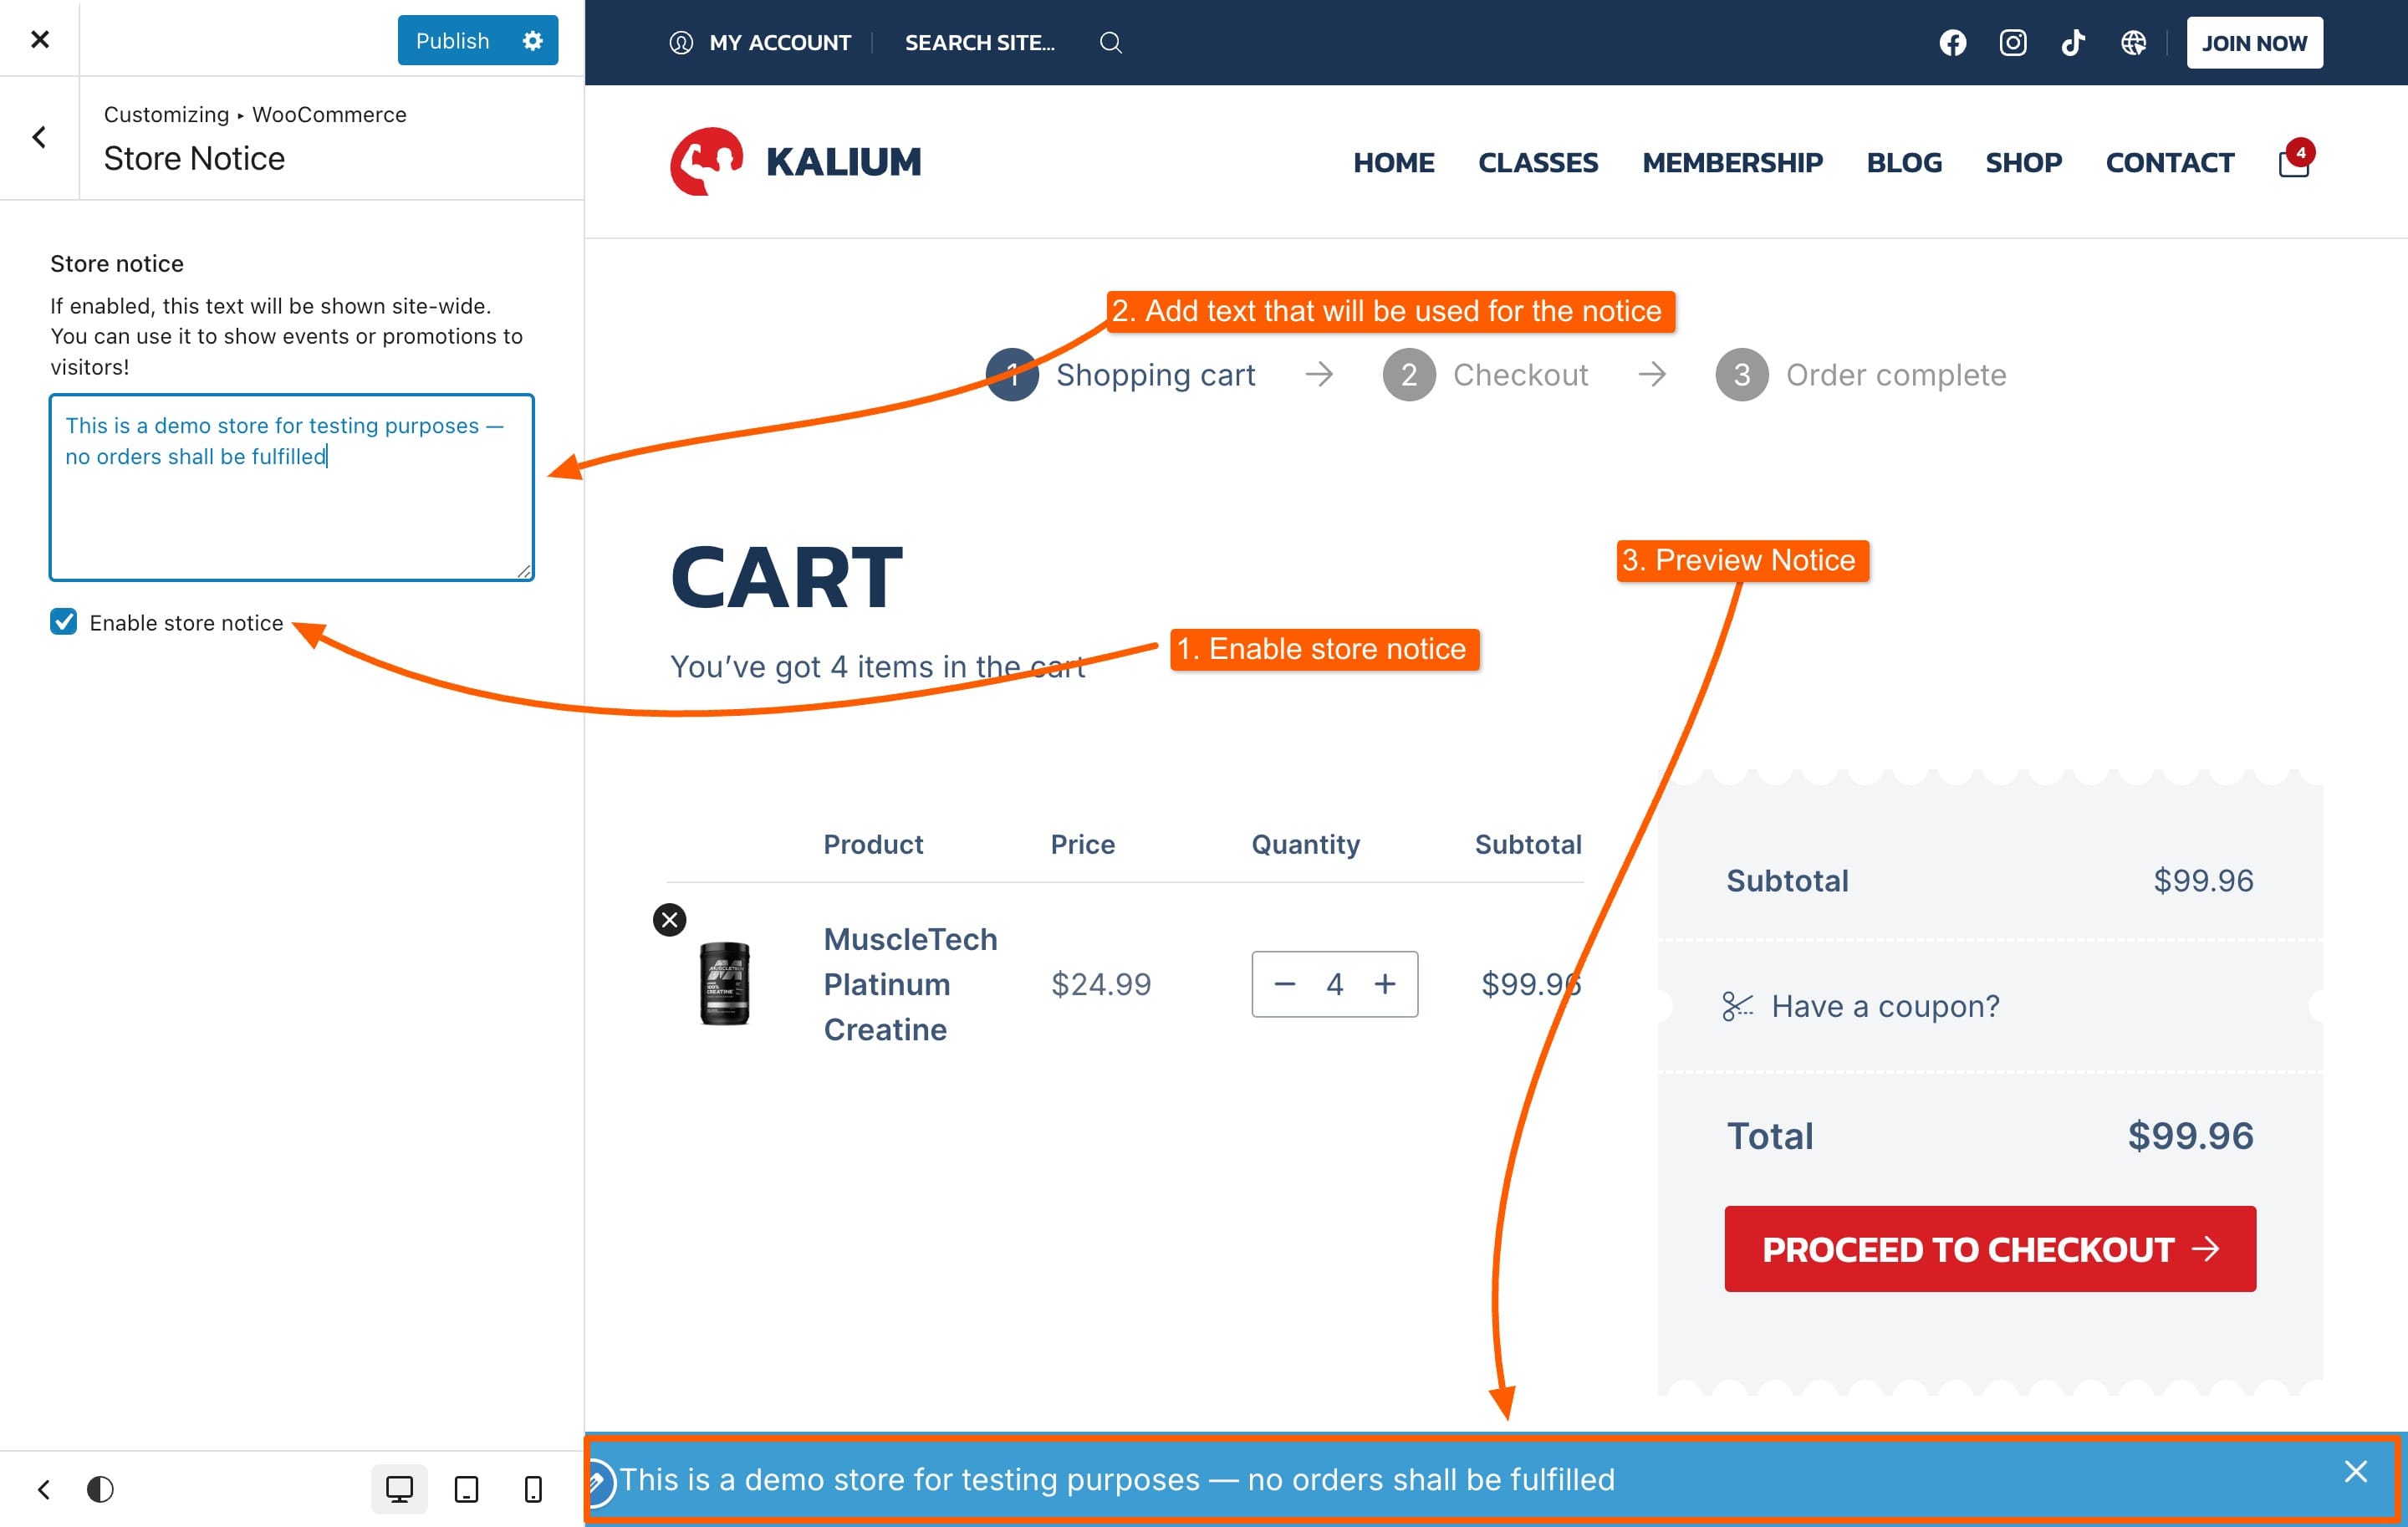 Publish
Customizing ▸ WooCommerce
Store Notice
Store notice
If enabled, this text will be shown site-wide.
You can use it to show events or promotions to
visitors!
This is a demo store for testing purposes —
no orders shall be fulfilled
Enable store notice
MY ACCOUNT
SEARCH SITE...
JOIN NOW
KALIUM
HOME
CLASSES
MEMBERSHIP
BLOG
SHOP
CONTACT
4
2. Add text that will be used for the notice
1 Shopping cart
2 Checkout
3 Order complete
CART
3. Preview Notice
1. Enable store notice
You’ve got 4 items in the cart
Product Price Quantity Subtotal
MuscleTech
Platinum
Creatine
$24.99
4
$99.96
Subtotal $99.96
Have a coupon?
Total $99.96
PROCEED TO CHECKOUT
This is a demo store for testing purposes — no orders shall be fulfilled